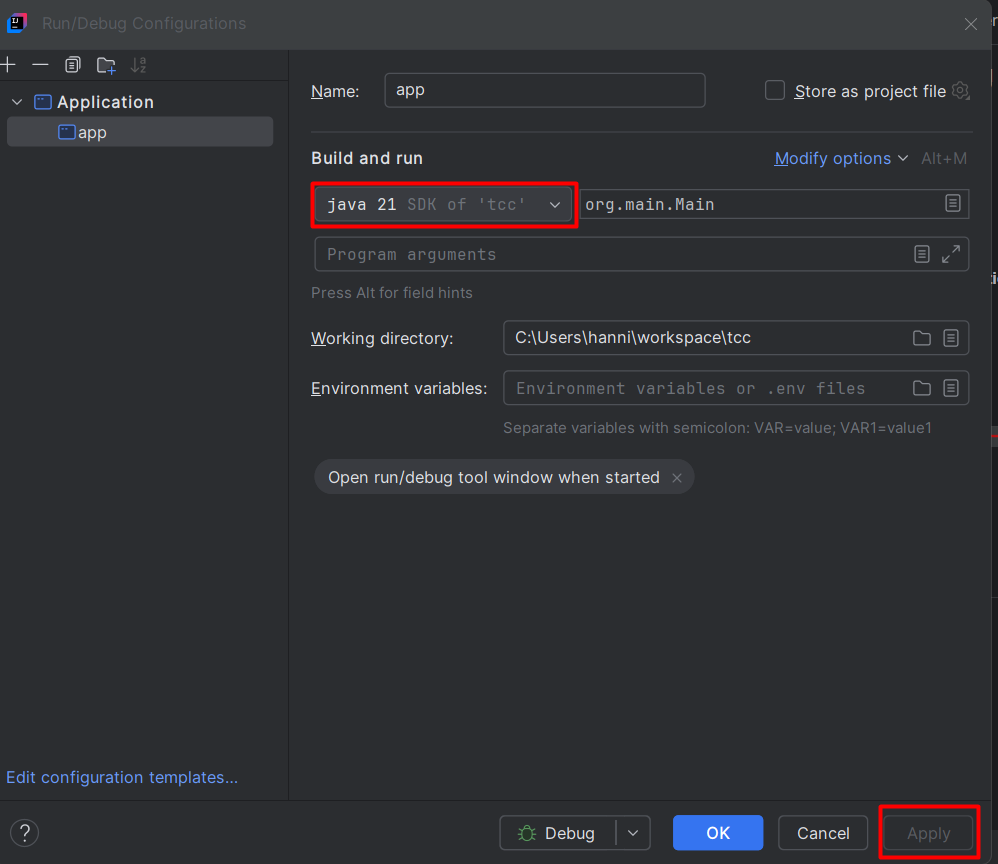 Run/Debug Configurations
Application
app
Name: app Store as project file
Build and run Modify options Alt+M
java 21 SDK of 'tcc' org.main.Main
Program arguments
Press Alt for field hints
Working directory: C:\Users\hanni\workspace\tcc
Environment variables: Environment variables or .env files
Separate variables with semicolon: VAR=value; VAR1=value1
Open run/debug tool window when started
Edit configuration templates...
? Debug OK Cancel Apply